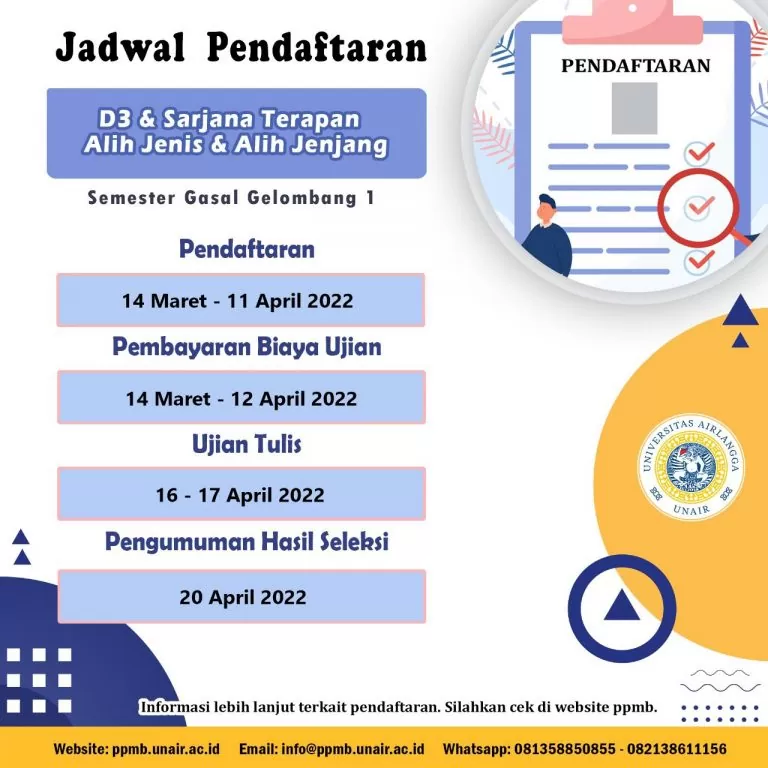 Jadwal Pendaftaran
D3 & Sarjana Terapan
Alih Jenis & Alih Jenjang
Semester Gasal Gelombang 1
PENDAFTARAN
Pendaftaran
14 Maret - 11 April 2022
Pembayaran Biaya Ujian
14 Maret - 12 April 2022
Ujian Tulis
16 - 17 April 2022
Pengumuman Hasil Seleksi
20 April 2022
UNIVERSITAS AIRLANGGA
UNAIR
Informasi lebih lanjut terkait pendaftaran. Silahkan cek di website ppmb.
Website: ppmb.unair.ac.id Email: info@ppmb.unair.ac.id Whatsapp: 081358850855 - 082138611156